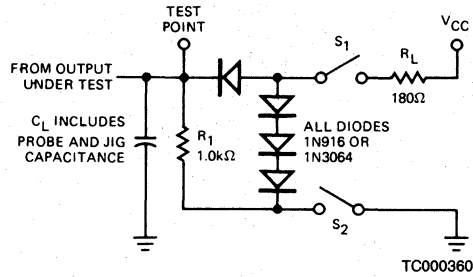 TEST
POINT
S1
VCC
RL
180Ω
FROM OUTPUT
UNDER TEST
CL INCLUDES
PROBE AND JIG
CAPACITANCE
R1
1.0kΩ
ALL DIODES
1N916 OR
1N3064
S2
TC000360